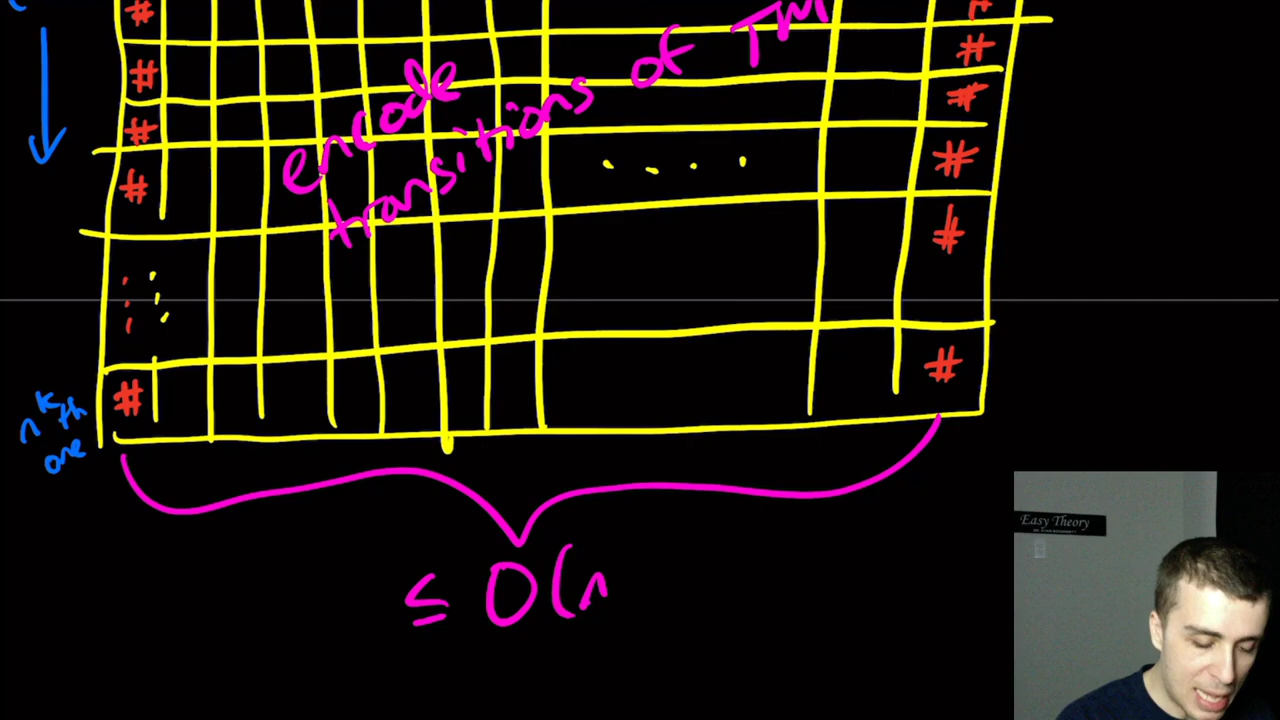 # #
# #
# #
# #
encode
transitions of TM
. . . .
#
# #
n^k th
one
≤ O(n
Easy Theory